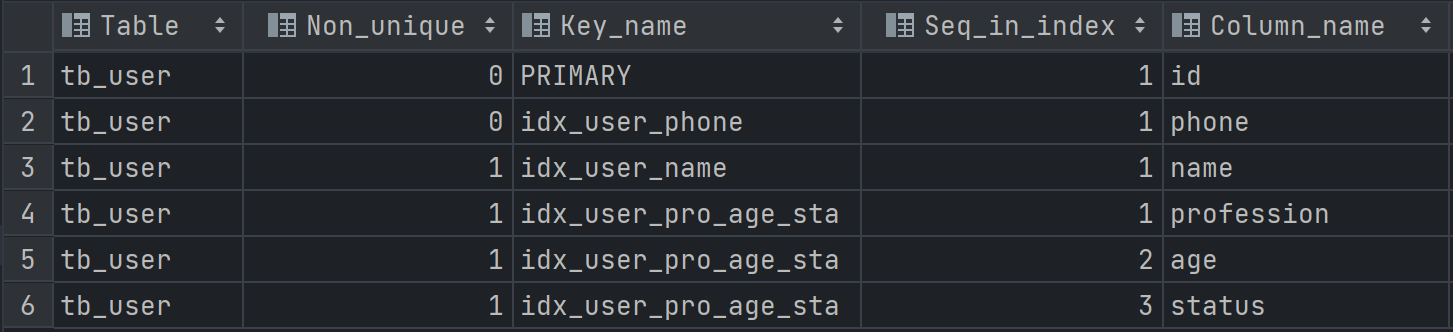 Table Non_unique Key_name Seq_in_index Column_name
1 tb_user 0 PRIMARY 1 id
2 tb_user 0 idx_user_phone 1 phone
3 tb_user 1 idx_user_name 1 name
4 tb_user 1 idx_user_pro_age_sta 1 profession
5 tb_user 1 idx_user_pro_age_sta 2 age
6 tb_user 1 idx_user_pro_age_sta 3 status